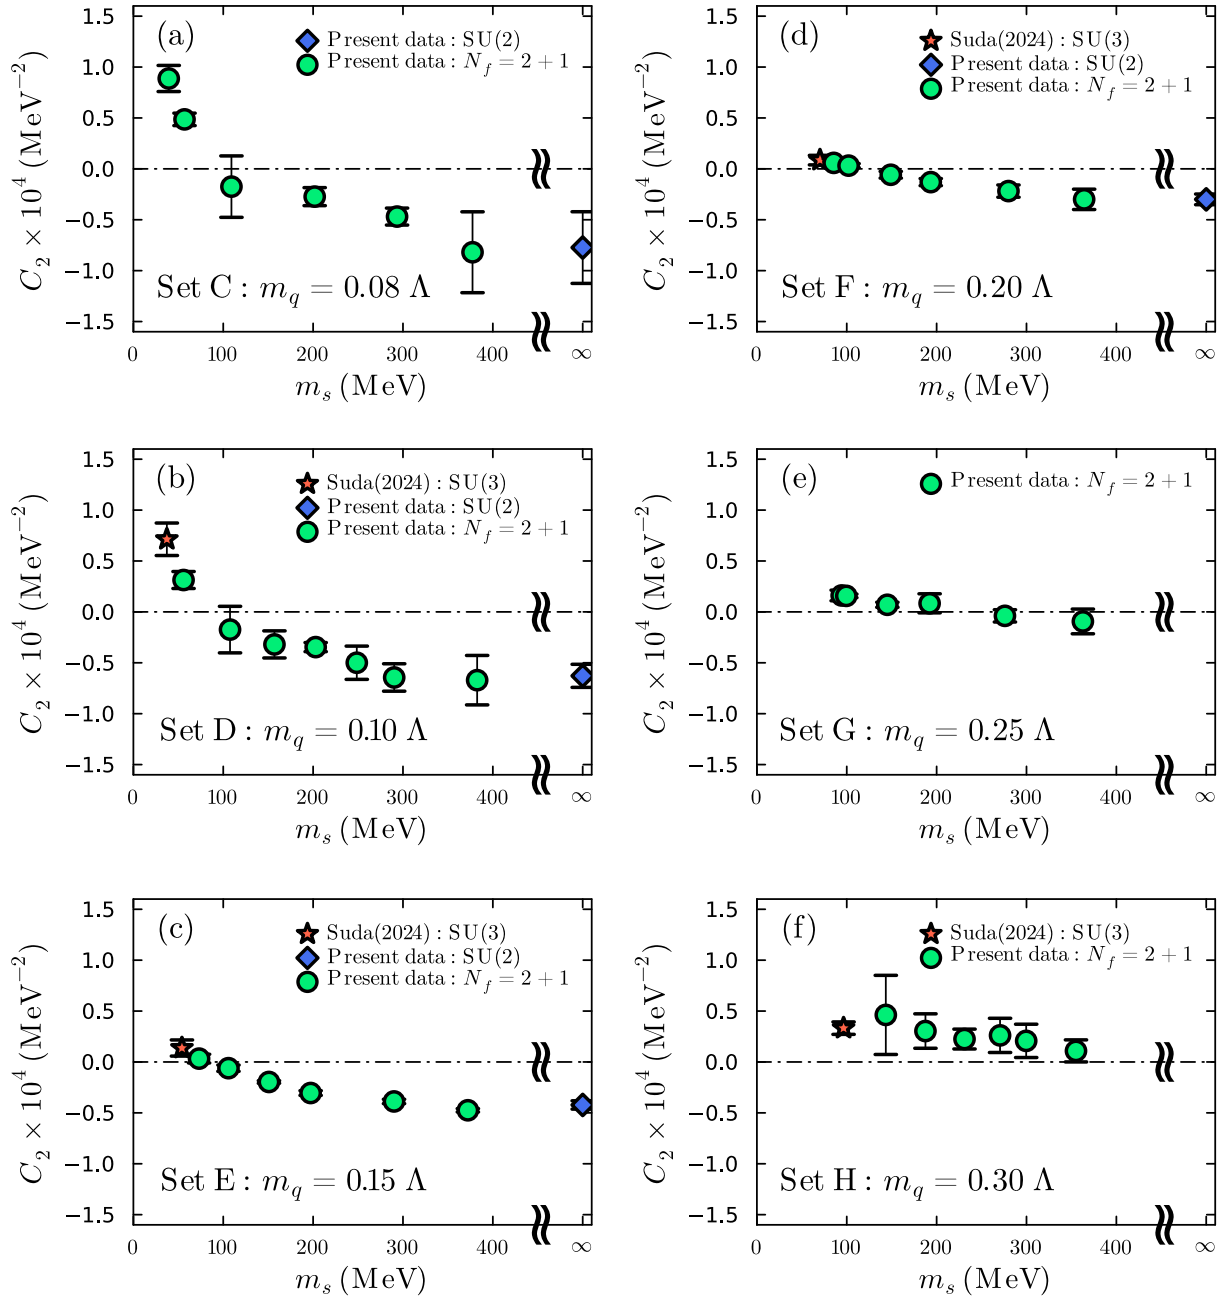 (a)
Present data : SU(2)
Present data : N_f = 2 + 1
C_2 × 10^4 (MeV^−2)
1.5
1.0
0.5
0.0
−0.5
−1.0
−1.5
Set C : m_q = 0.08 Λ
0 100 200 300 400 ∞
m_s (MeV)
(d)
Suda(2024) : SU(3)
Present data : SU(2)
Present data : N_f = 2 + 1
C_2 × 10^4 (MeV^−2)
1.5
1.0
0.5
0.0
−0.5
−1.0
−1.5
Set F : m_q = 0.20 Λ
0 100 200 300 400 ∞
m_s (MeV)
(b)
Suda(2024) : SU(3)
Present data : SU(2)
Present data : N_f = 2 + 1
C_2 × 10^4 (MeV^−2)
1.5
1.0
0.5
0.0
−0.5
−1.0
−1.5
Set D : m_q = 0.10 Λ
0 100 200 300 400 ∞
m_s (MeV)
(e)
Present data : N_f = 2 + 1
C_2 × 10^4 (MeV^−2)
1.5
1.0
0.5
0.0
−0.5
−1.0
−1.5
Set G : m_q = 0.25 Λ
0 100 200 300 400 ∞
m_s (MeV)
(c)
Suda(2024) : SU(3)
Present data : SU(2)
Present data : N_f = 2 + 1
C_2 × 10^4 (MeV^−2)
1.5
1.0
0.5
0.0
−0.5
−1.0
−1.5
Set E : m_q = 0.15 Λ
0 100 200 300 400 ∞
m_s (MeV)
(f)
Suda(2024) : SU(3)
Present data : N_f = 2 + 1
C_2 × 10^4 (MeV^−2)
1.5
1.0
0.5
0.0
−0.5
−1.0
−1.5
Set H : m_q = 0.30 Λ
0 100 200 300 400 ∞
m_s (MeV)